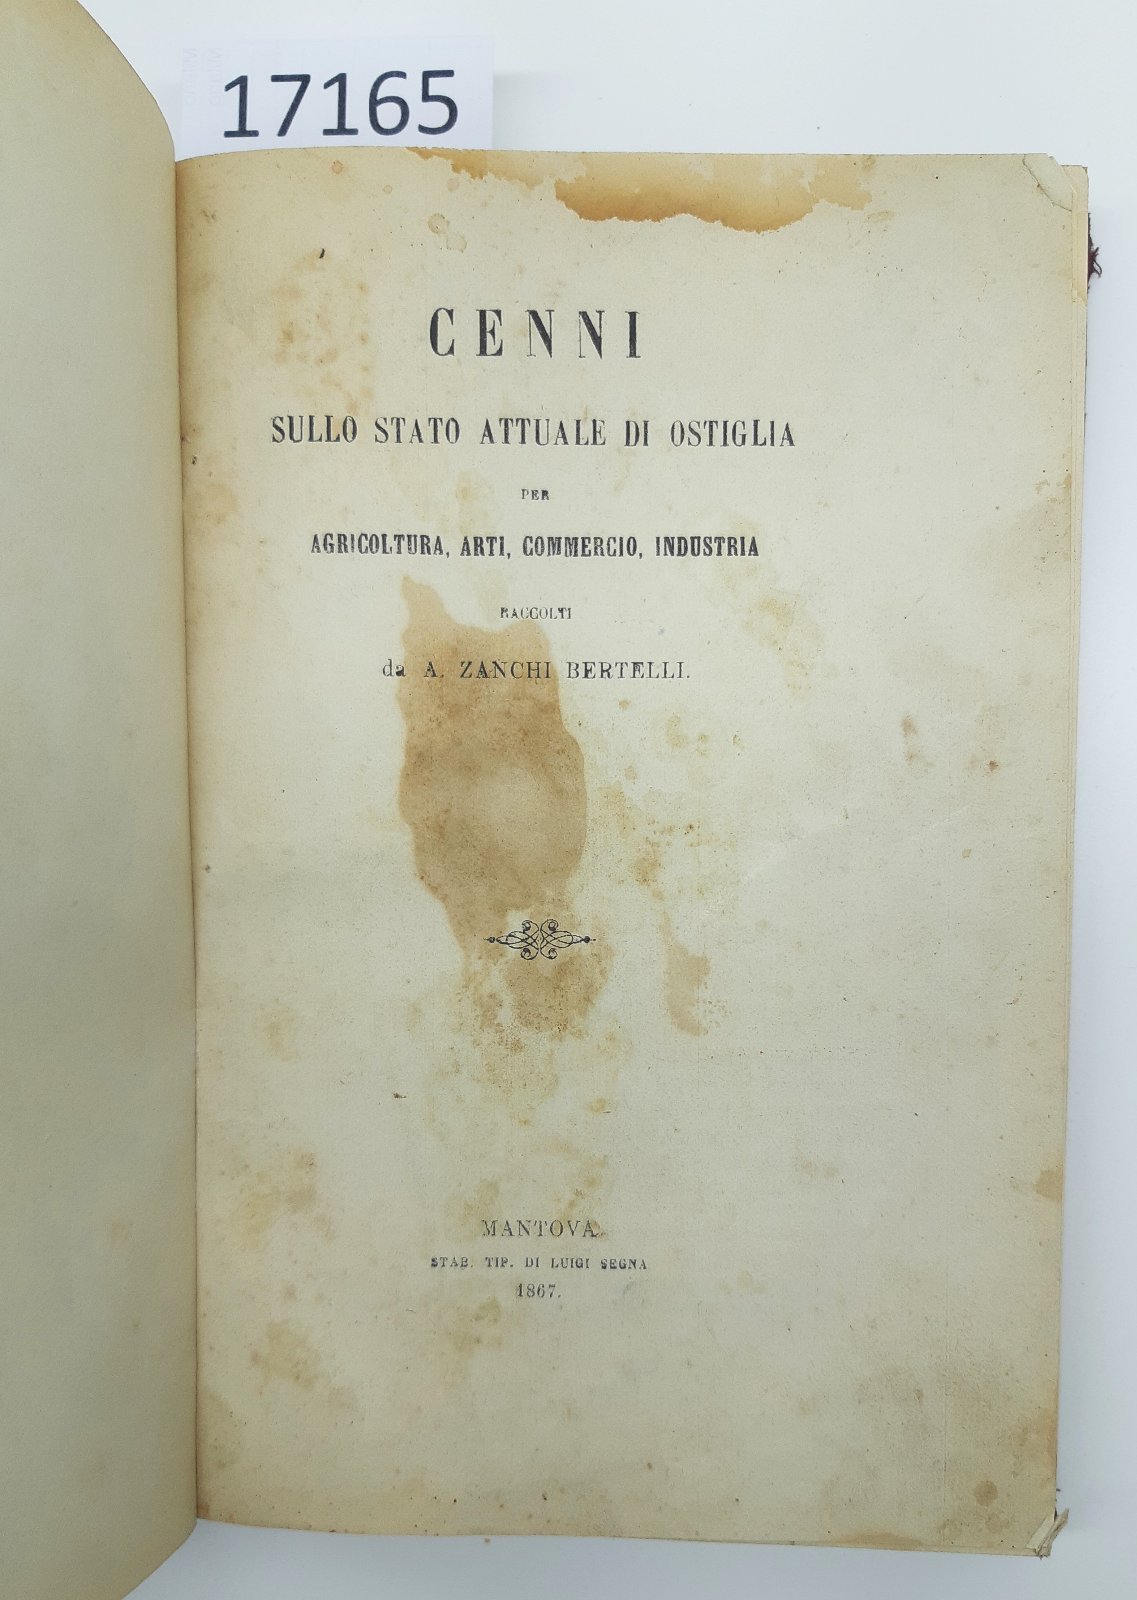 17165
CENNI
SULLO STATO ATTUALE DI OSTIGLIA
PER
AGRICOLTURA, ARTI, COMMERCIO, INDUSTRIA
RACCOLTI
da A. ZANCHI BERTELLI.
MANTOVA
STAB. TIP. DI LUIGI SEGNA
1867.